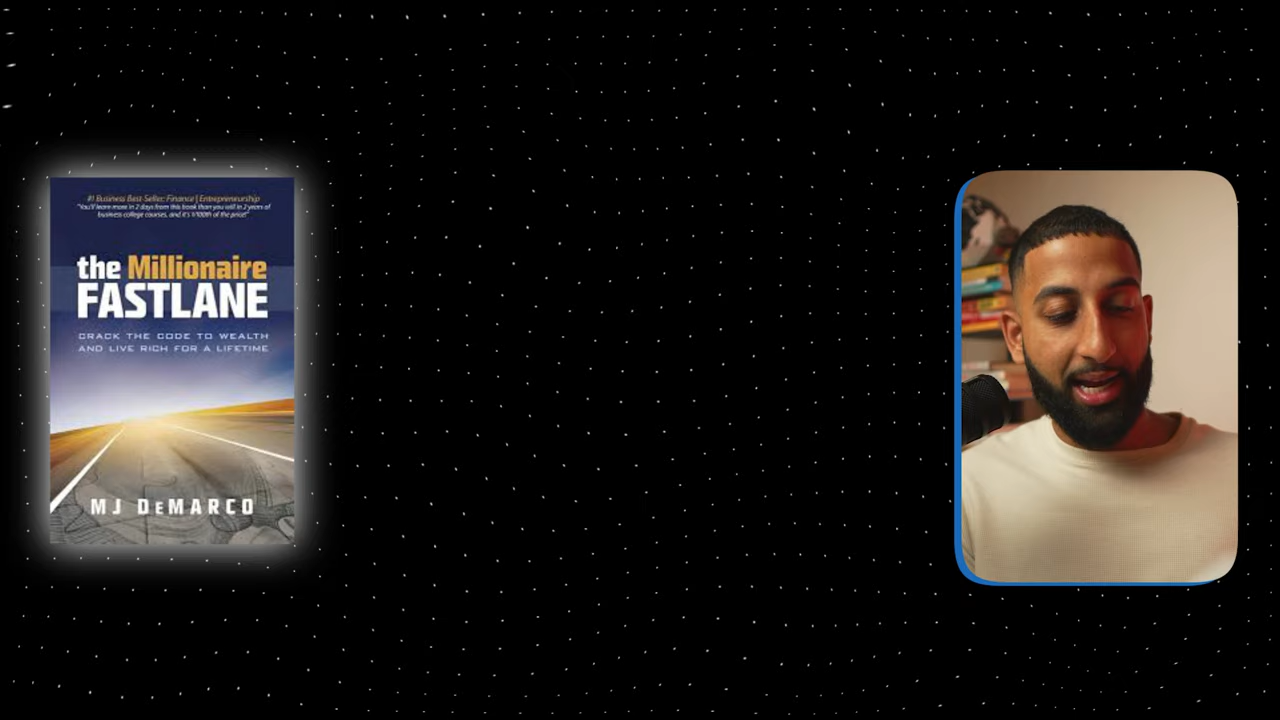 #1 Business Best-Seller: Finance | Entrepreneurship
"You'll learn more in 2 days from this book than you will in 2 years of
business college courses, and it's 1/100th of the price!"
the Millionaire
FASTLANE
CRACK THE CODE TO WEALTH
AND LIVE RICH FOR A LIFETIME
MJ DeMARCO